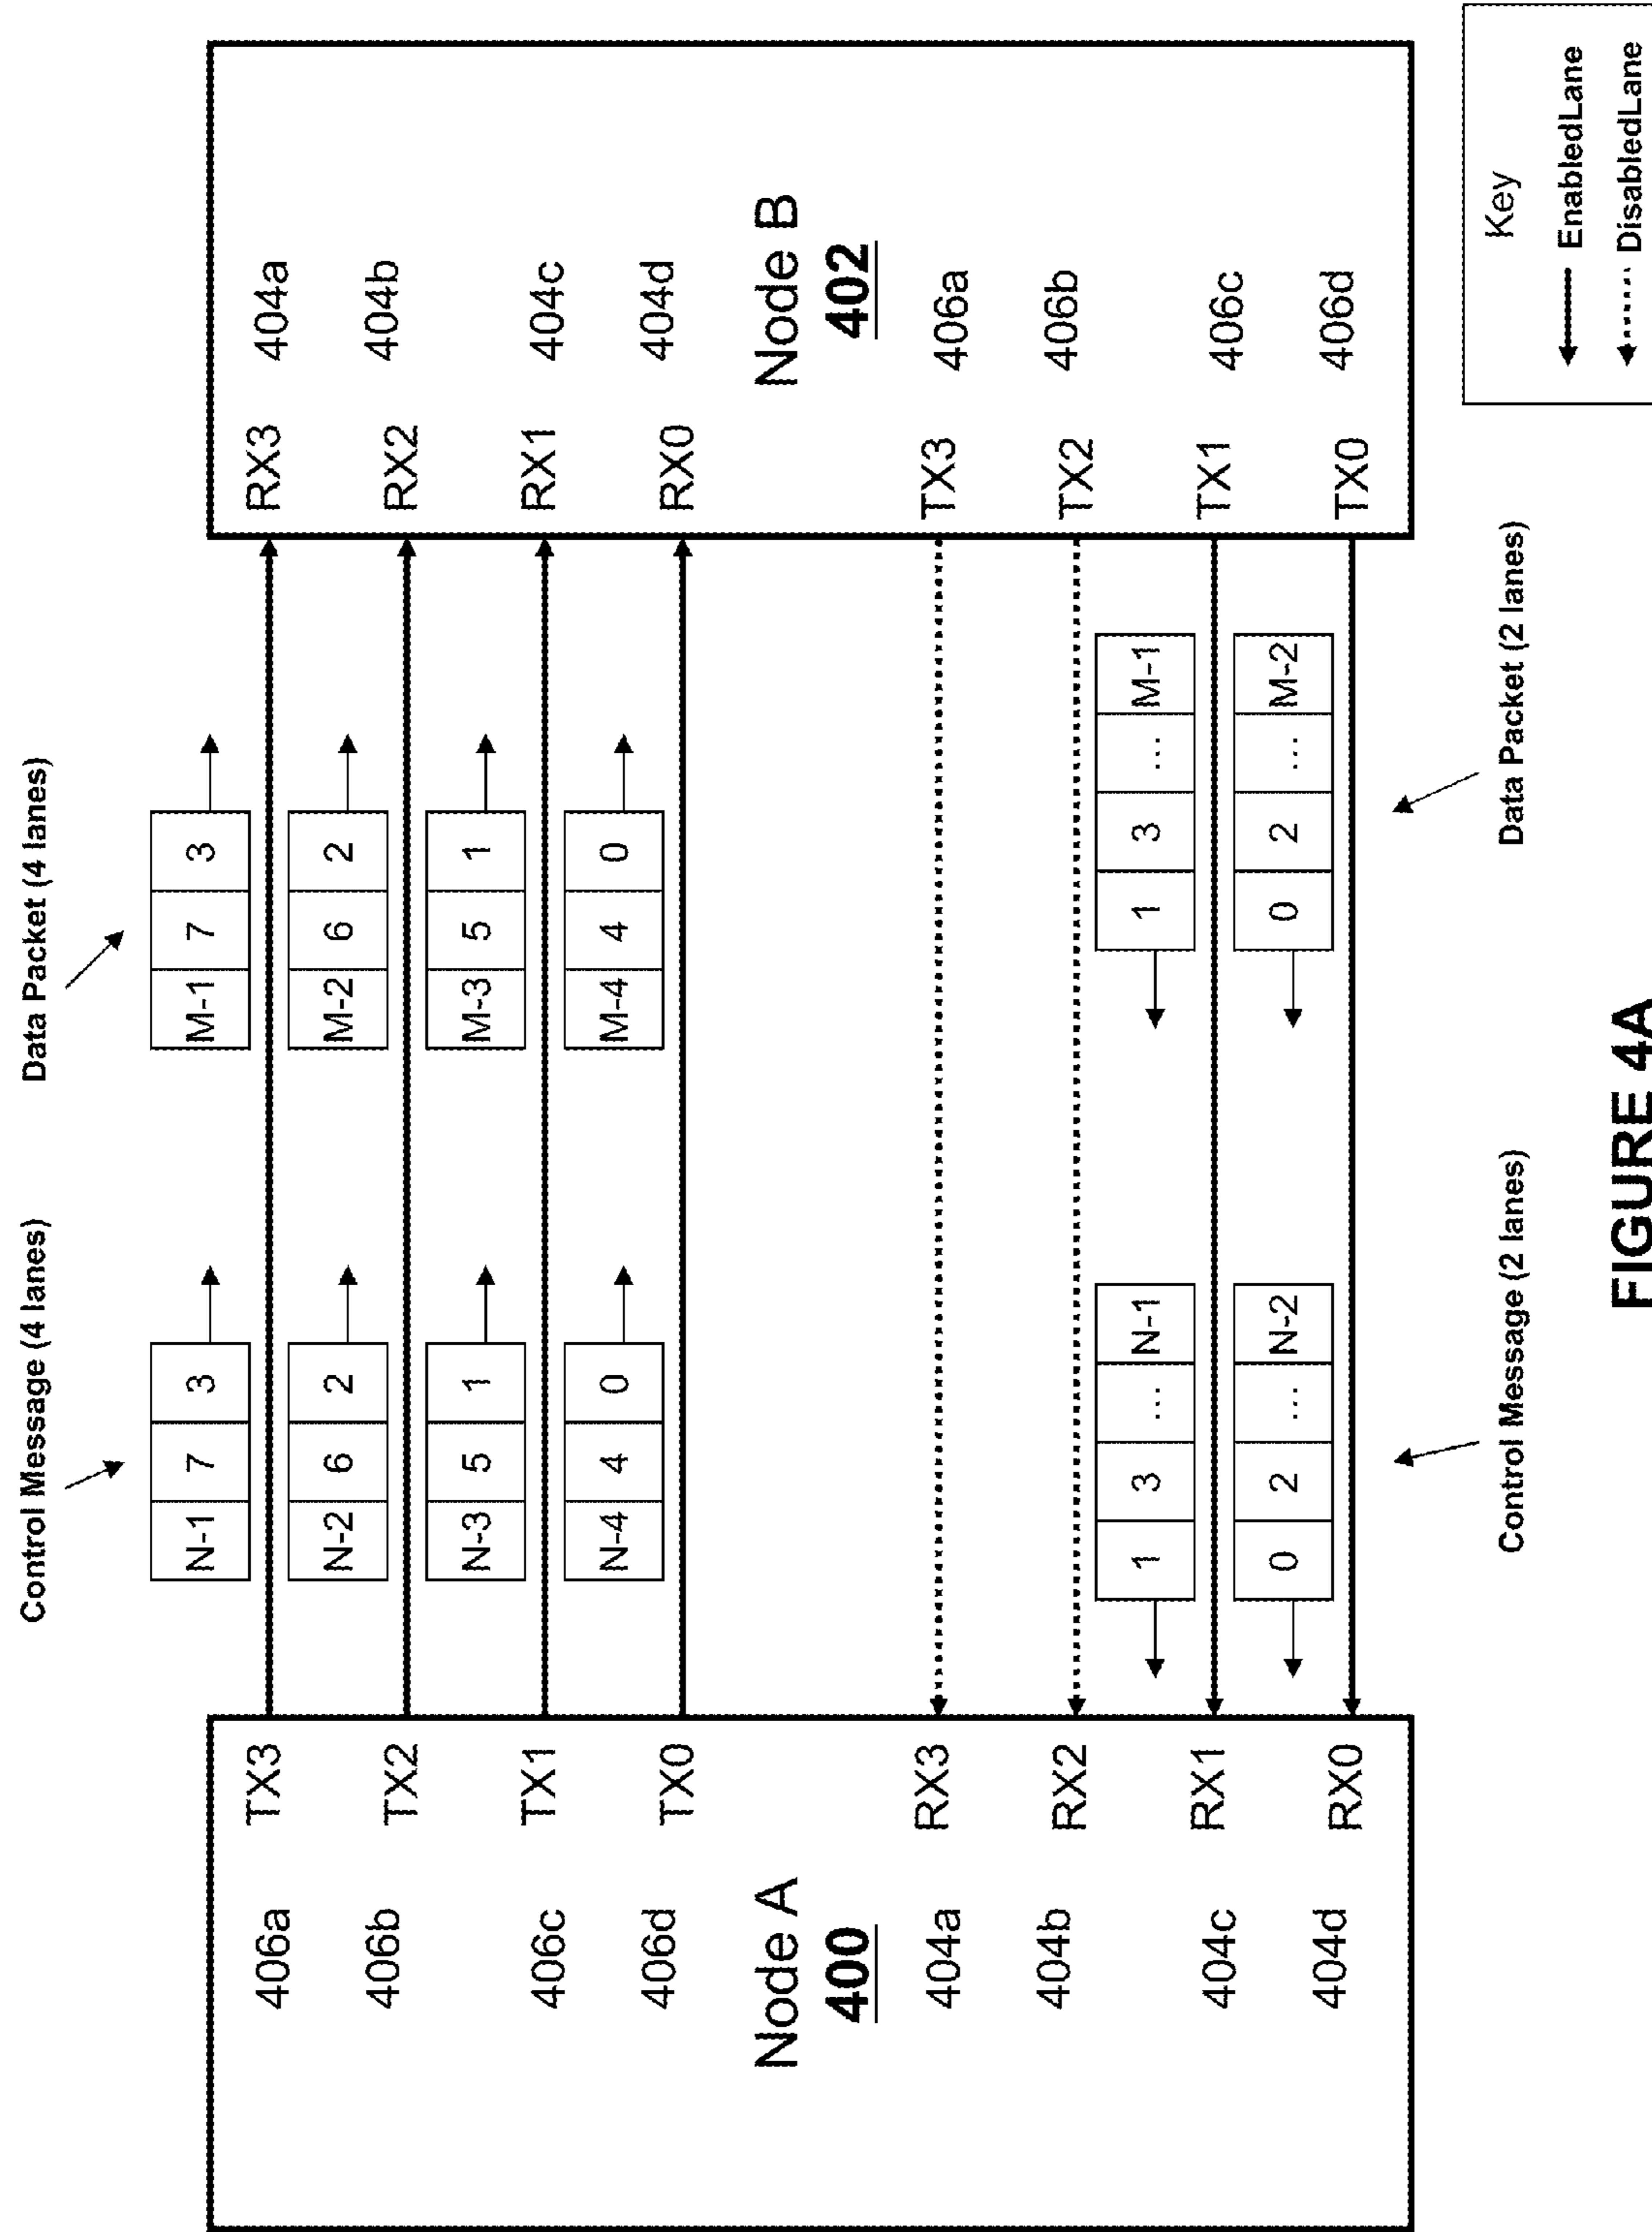 Control Message (4 lanes)
Data Packet (4 lanes)
N-1 7 3
M-1 7 3
406a TX3
RX3 404a
N-2 6 2
M-2 6 2
406b TX2
RX2 404b
N-3 5 1
M-3 5 1
406c TX1
RX1 404c
N-4 4 0
M-4 4 0
406d TX0
RX0 404d
Node A
400
Node B
402
404a RX3
TX3 406a
404b RX2
TX2 406b
1 3 ... N-1
1 3 ... M-1
404c RX1
TX1 406c
0 2 ... N-2
0 2 ... M-2
404d RX0
TX0 406d
Control Message (2 lanes)
Data Packet (2 lanes)
Key
EnabledLane
DisabledLane
FIGURE 4A